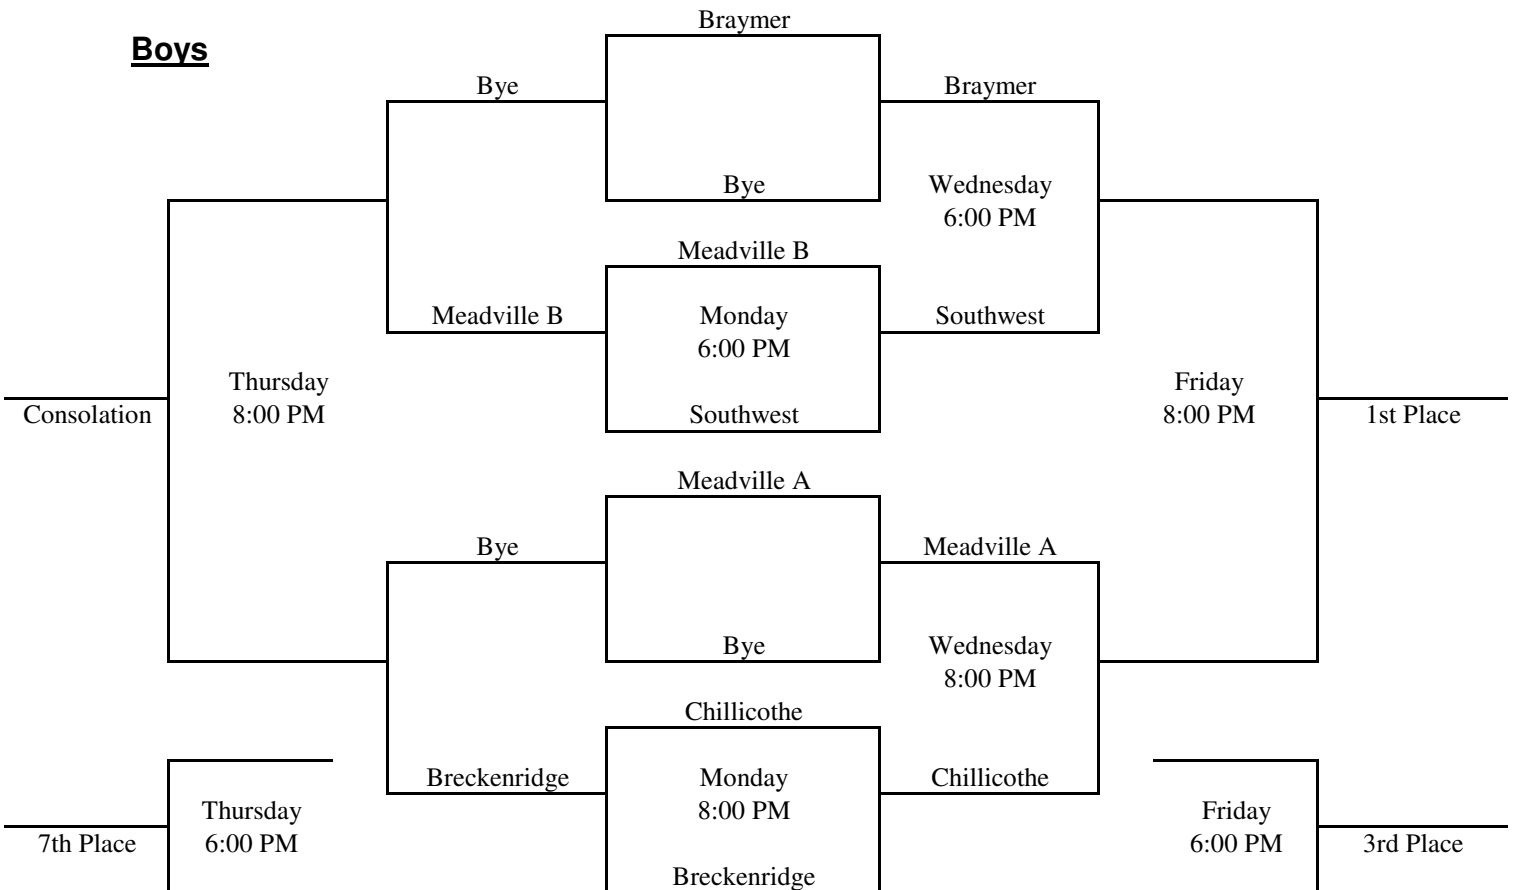 Braymer
Boys
Bye
Braymer
Bye
Wednesday
6:00 PM
Meadville B
Meadville B
Monday
6:00 PM
Southwest
Thursday
8:00 PM
Friday
8:00 PM
Consolation
Southwest
1st Place
Meadville A
Bye
Meadville A
Bye
Wednesday
8:00 PM
Chillicothe
Breckenridge
Monday
8:00 PM
Chillicothe
Thursday
6:00 PM
Friday
6:00 PM
7th Place
3rd Place
Breckenridge